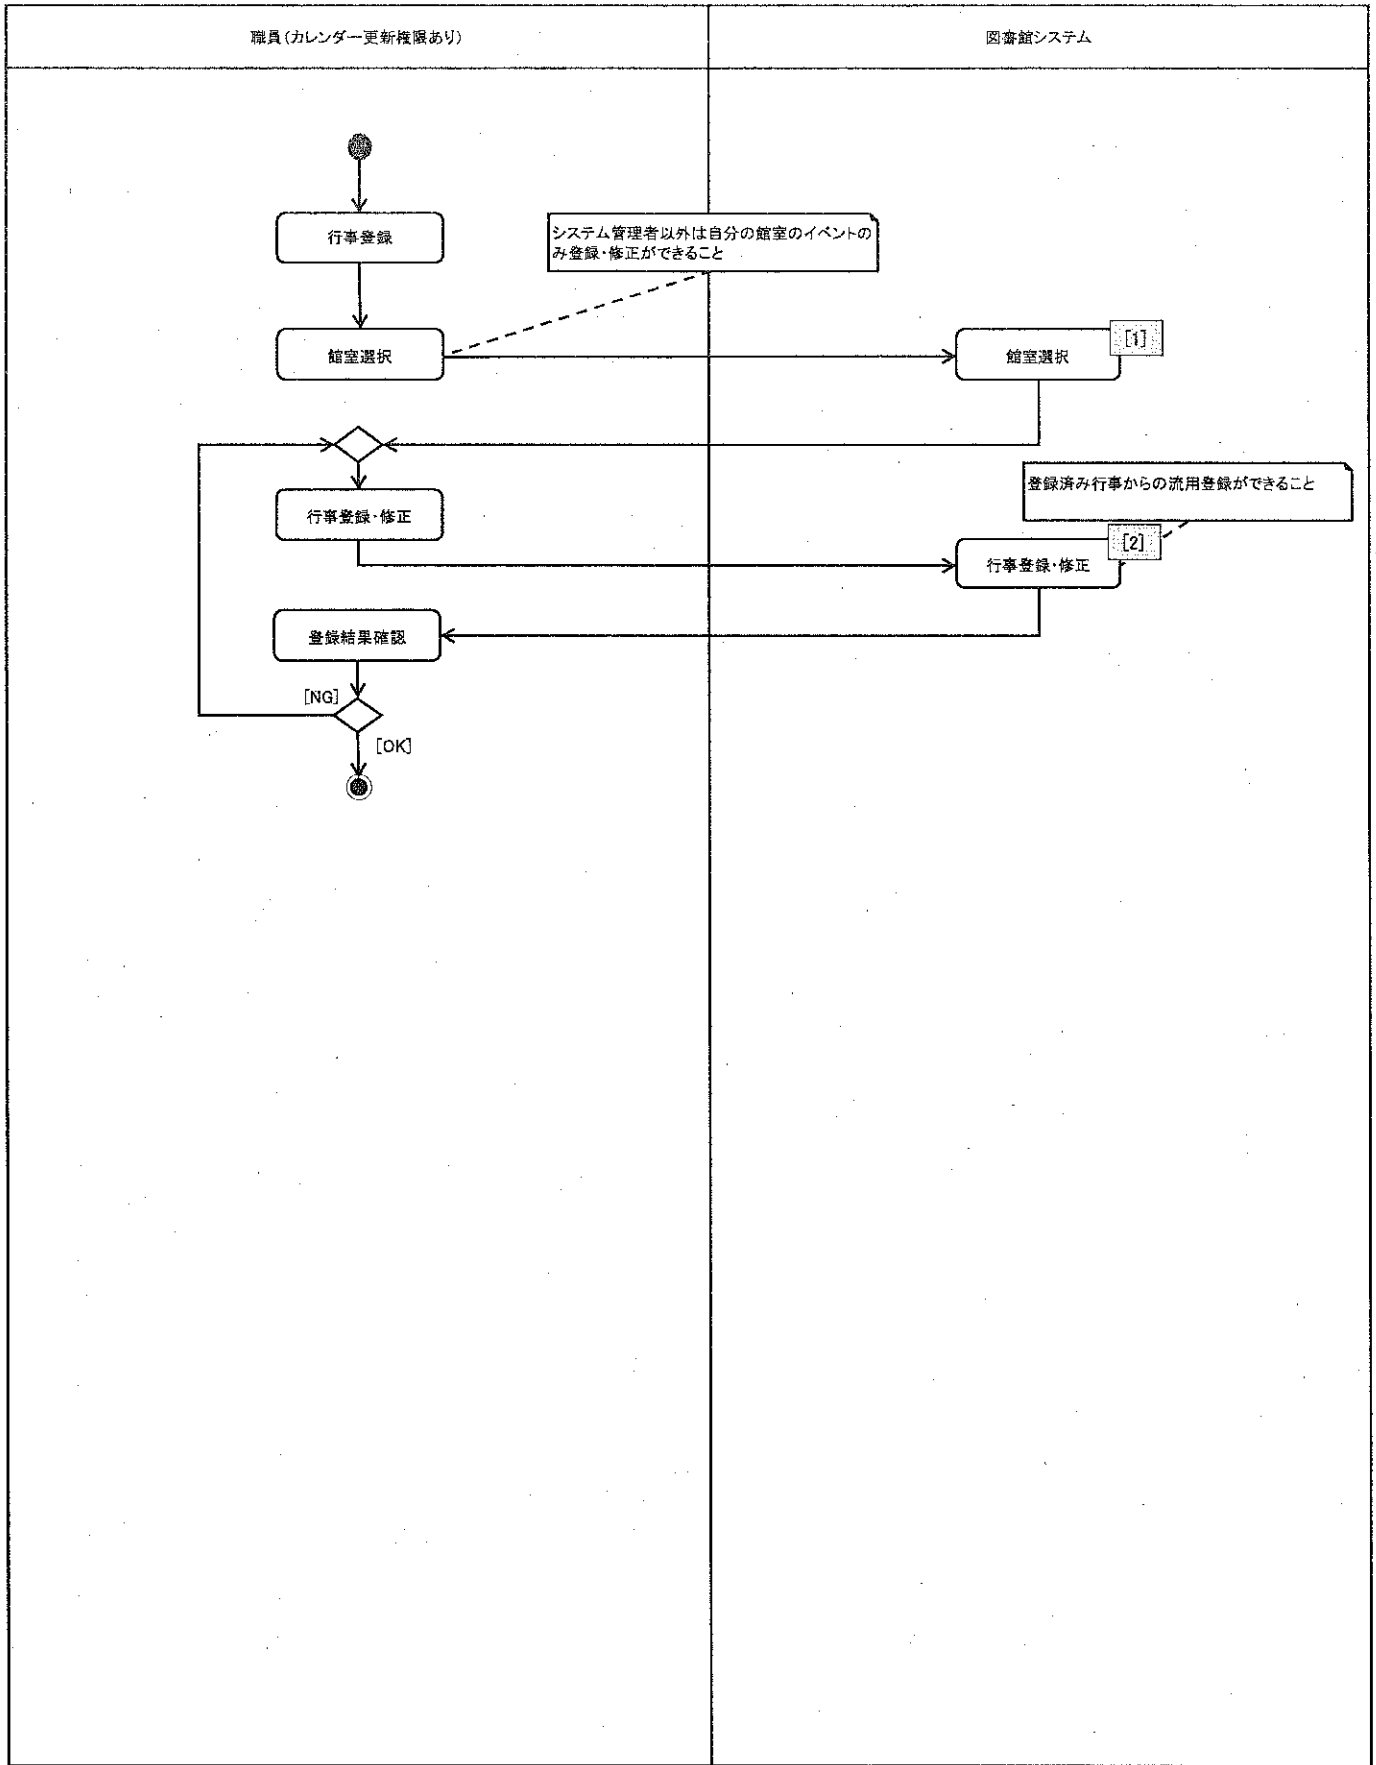 職員(カレンダー更新権限あり)
図書館システム
行事登録
システム管理者以外は自分の館室のイベントの
み登録・修正ができること
館室選択
館室選択
[1]
登録済み行事からの流用登録ができること
行事登録・修正
[2]
行事登録・修正
登録結果確認
[NG]
[OK]